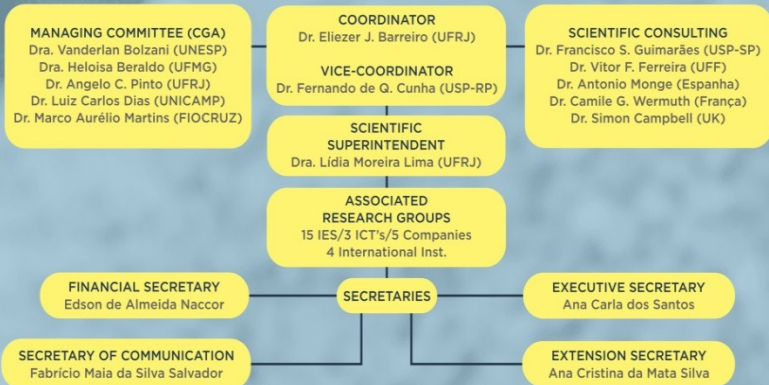 MANAGING COMMITTEE (CGA)
Dra. Vanderlan Bolzani (UNESP)
Dra. Heloisa Beraldo (UFMG)
Dr. Angelo C. Pinto (UFRJ)
Dr. Luiz Carlos Dias (UNICAMP)
Dr. Marco Aurélio Martins (FIOCRUZ)
COORDINATOR
Dr. Eliezer J. Barreiro (UFRJ)
VICE-COORDINATOR
Dr. Fernando de Q. Cunha (USP-RP)
SCIENTIFIC CONSULTING
Dr. Francisco S. Guimarães (USP-SP)
Dr. Vitor F. Ferreira (UFF)
Dr. Antonio Monge (Espanha)
Dr. Camile G. Wermuth (França)
Dr. Simon Campbell (UK)
SCIENTIFIC
SUPERINTENDENT
Dra. Lídia Moreira Lima (UFRJ)
ASSOCIATED
RESEARCH GROUPS
15 IES/3 ICT's/5 Companies
4 International Inst.
FINANCIAL SECRETARY
Edson de Almeida Naccor
SECRETARIES
EXECUTIVE SECRETARY
Ana Carla dos Santos
SECRETARY OF COMMUNICATION
Fabrício Maia da Silva Salvador
EXTENSION SECRETARY
Ana Cristina da Mata Silva